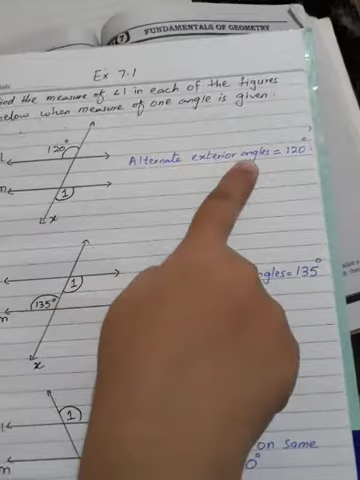 FUNDAMENTALS OF GEOMETRY
Ex 7.1
the measure of ∠1 in each of the figures
below when measure of one angle is given.
120°
l
m
1
x
Alternate exterior angles = 120°
1
135°
m
x
angles = 135°
1
l
m
on same
0°